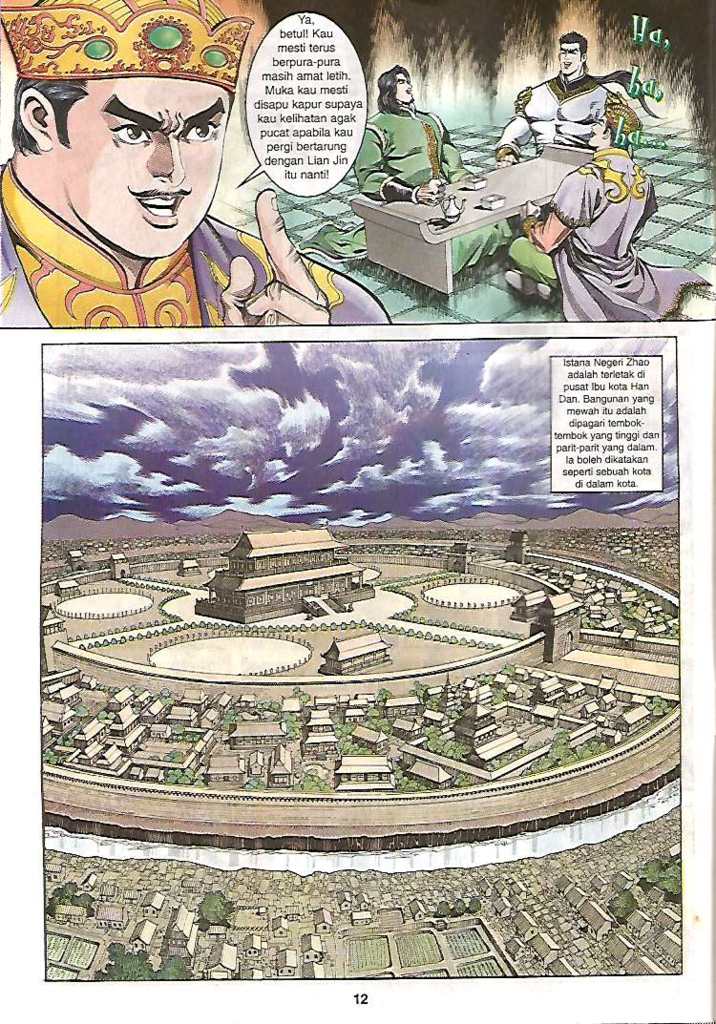 Ya,
betul! Kau
mesti terus
berpura-pura
masih amat letih.
Muka kau mesti
disapu kapur supaya
kau kelihatan agak
pucat apabila kau
pergi bertarung
dengan Lian Jin
itu nanti!
Ha,
ha,
ha...
Istana Negeri Zhao
adalah terletak di
pusat Ibu kota Han
Dan. Bangunan yang
mewah itu adalah
dipagari tembok-
tembok yang tinggi dan
parit-parit yang dalam.
Ia boleh dikatakan
seperti sebuah kota
di dalam kota.
12